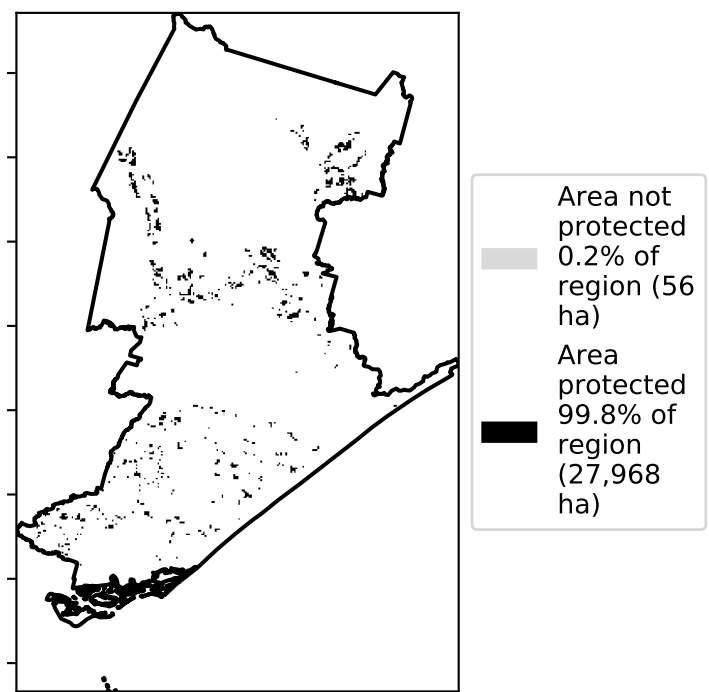 Area not
protected
0.2% of
region (56
ha)
Area
protected
99.8% of
region
(27,968
ha)